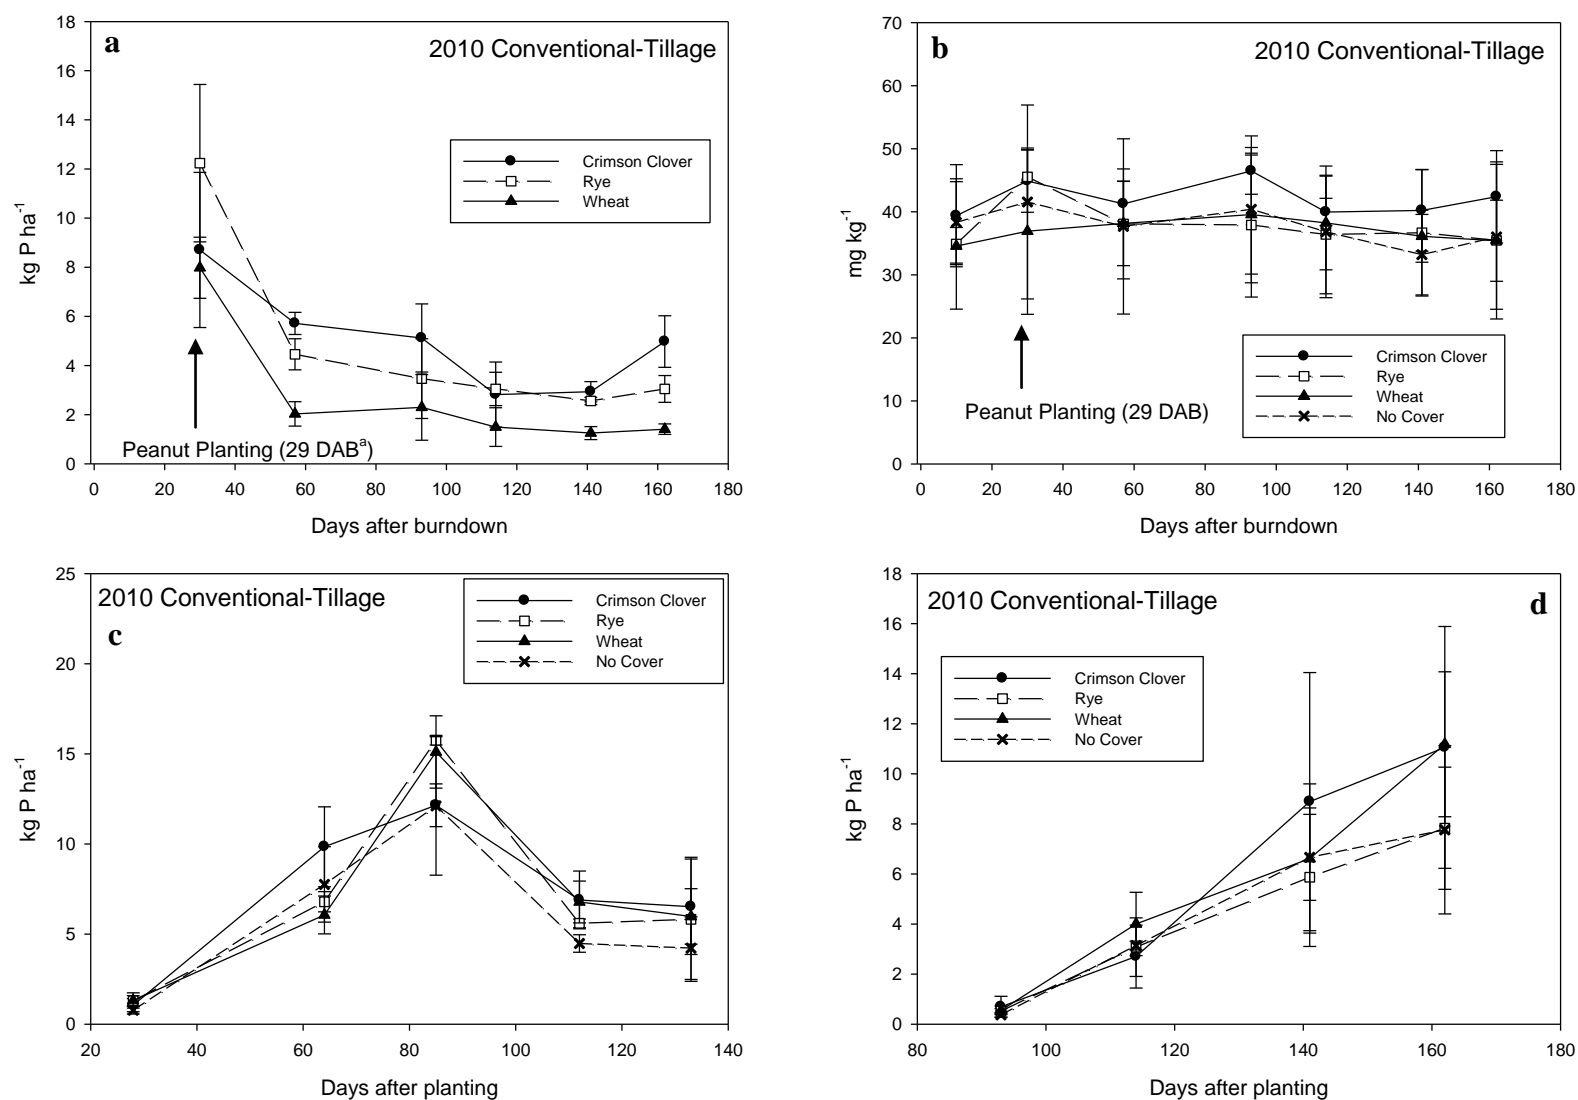 a
2010 Conventional-Tillage
18
16
14
12
10
8
6
4
2
0
kg P ha-1
Crimson Clover
Rye
Wheat
Peanut Planting (29 DABa)
0 20 40 60 80 100 120 140 160 180
Days after burndown
b
2010 Conventional-Tillage
70
60
50
40
30
20
10
0
mg kg-1
Peanut Planting (29 DAB)
Crimson Clover
Rye
Wheat
No Cover
0 20 40 60 80 100 120 140 160 180
Days after burndown
2010 Conventional-Tillage
c
25
20
15
10
5
0
kg P ha-1
Crimson Clover
Rye
Wheat
No Cover
20 40 60 80 100 120 140
Days after planting
2010 Conventional-Tillage
d
18
16
14
12
10
8
6
4
2
0
kg P ha-1
Crimson Clover
Rye
Wheat
No Cover
80 100 120 140 160 180
Days after planting